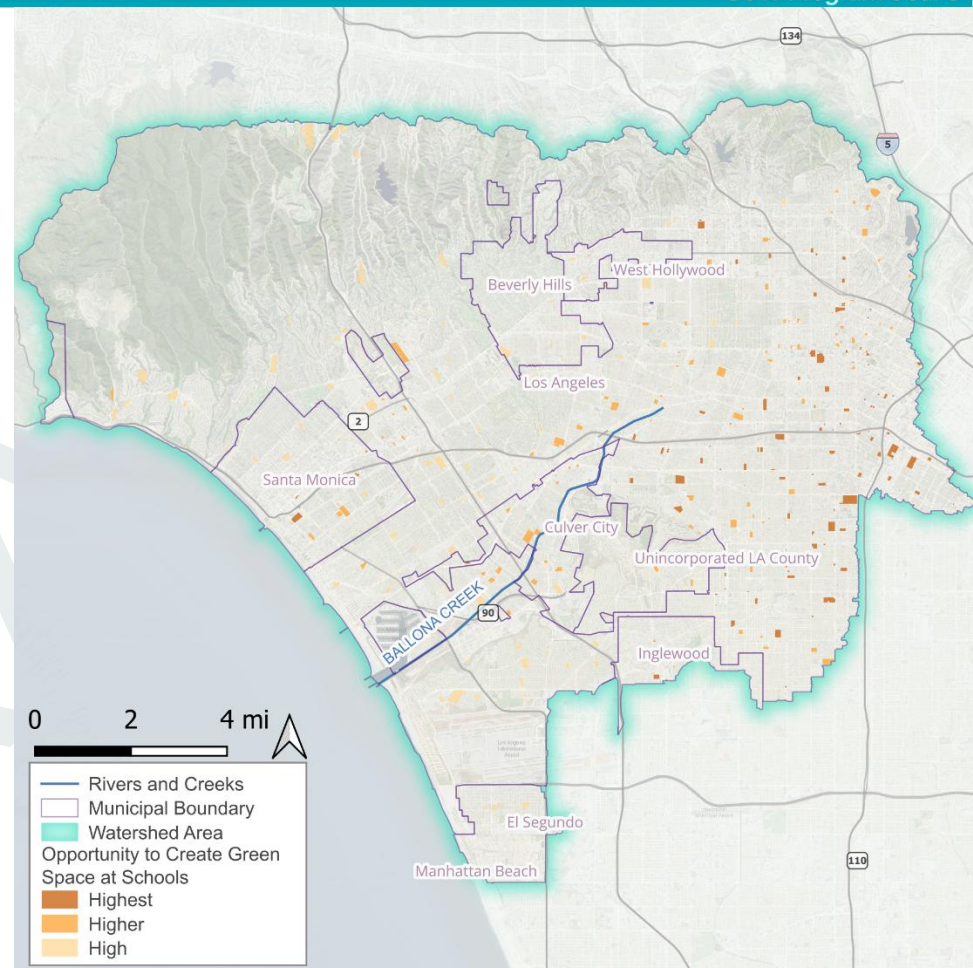 134
5
West Hollywood
Beverly Hills
Los Angeles
2
Santa Monica
Culver City
Unincorporated LA County
BALLONA CREEK
90
Inglewood
El Segundo
Manhattan Beach
110
0 2 4 mi
Rivers and Creeks
Municipal Boundary
Watershed Area
Opportunity to Create Green
Space at Schools
Highest
Higher
High